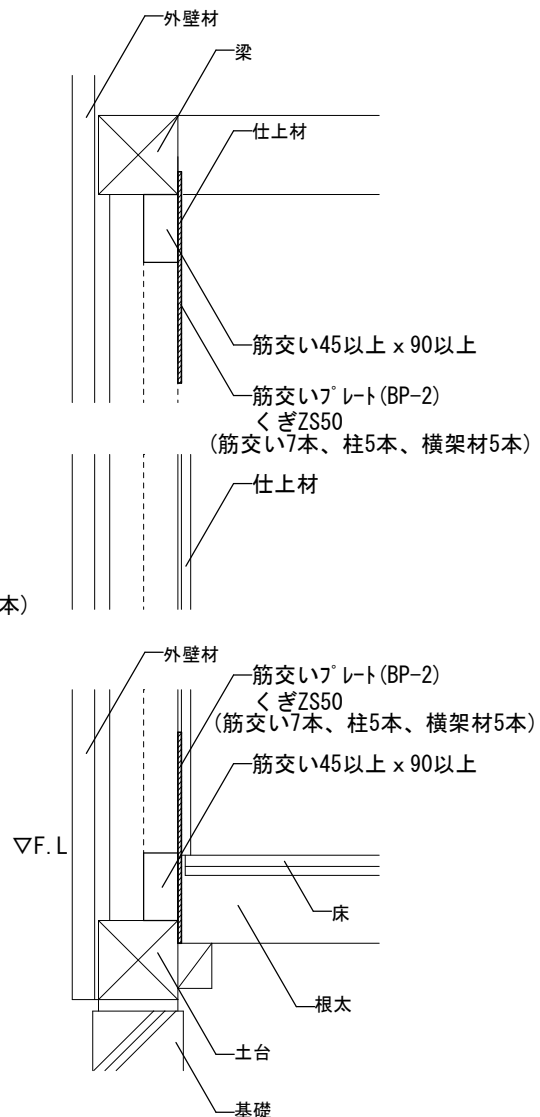 外壁材
梁
仕上材
筋交い45以上 x 90以上
筋交いプレート(BP-2)
くぎZS50
(筋交い7本、柱5本、横架材5本)
仕上材
本)
外壁材
筋交いプレート(BP-2)
くぎZS50
(筋交い7本、柱5本、横架材5本)
筋交い45以上 x 90以上
▽F.L
床
根太
土台
基礎